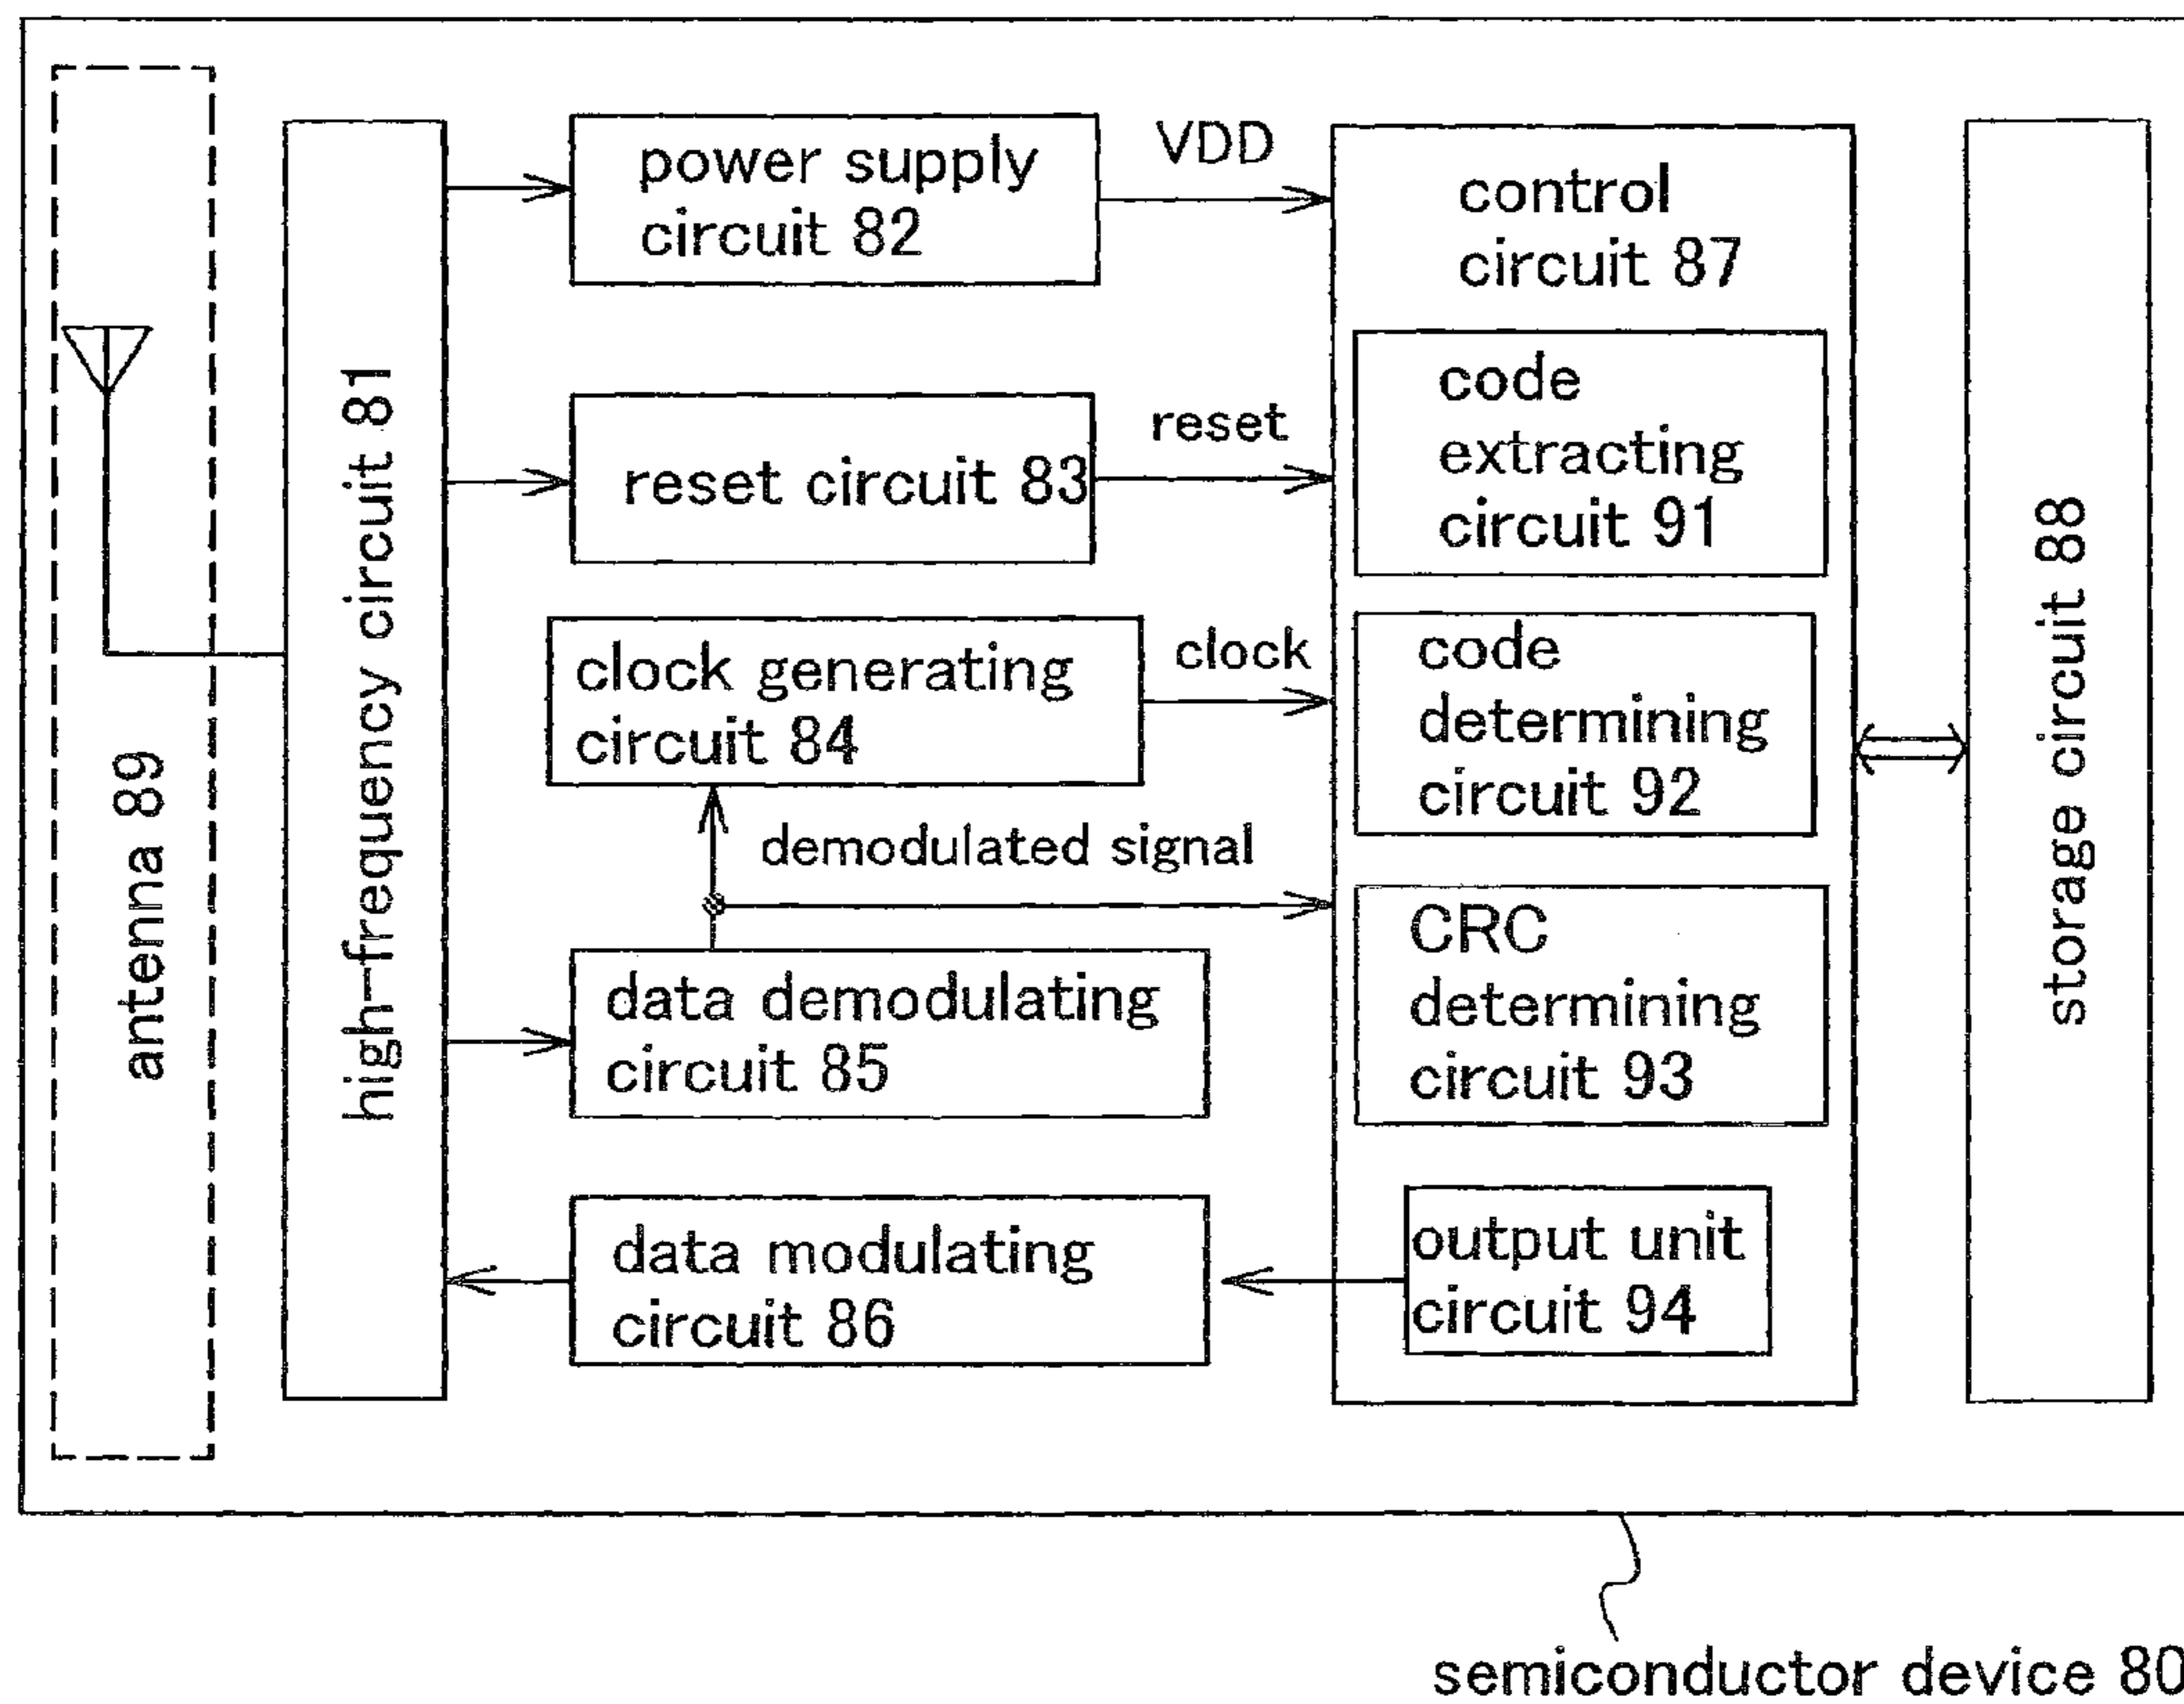 antenna 89
high-frequency circuit 81
power supply
circuit 82
VDD
reset circuit 83
reset
clock generating
circuit 84
clock
demodulated signal
data demodulating
circuit 85
data modulating
circuit 86
control
circuit 87
code
extracting
circuit 91
code
determining
circuit 92
CRC
determining
circuit 93
output unit
circuit 94
storage circuit 88
semiconductor device 80